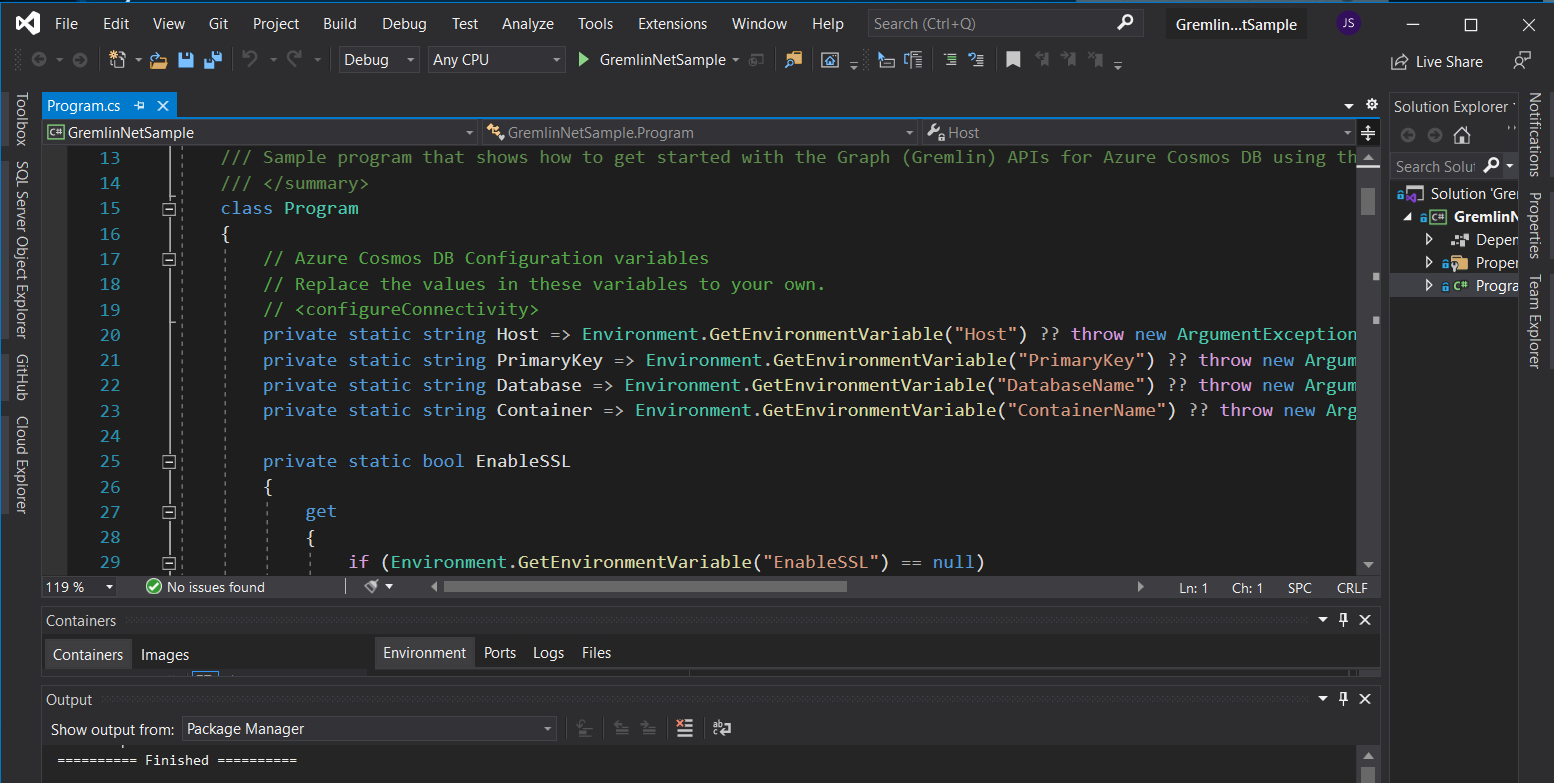 File Edit View Git Project Build Debug Test Analyze Tools Extensions Window Help Search (Ctrl+Q) Gremlin...tSample JS
Debug Any CPU GremlinNetSample Live Share
Program.cs
GremlinNetSample GremlinNetSample.Program Host
13 /// Sample program that shows how to get started with the Graph (Gremlin) APIs for Azure Cosmos DB using th
14 /// </summary>
15 class Program
16 {
17 // Azure Cosmos DB Configuration variables
18 // Replace the values in these variables to your own.
19 // <configureConnectivity>
20 private static string Host => Environment.GetEnvironmentVariable("Host") ?? throw new ArgumentException
21 private static string PrimaryKey => Environment.GetEnvironmentVariable("PrimaryKey") ?? throw new Argum
22 private static string Database => Environment.GetEnvironmentVariable("DatabaseName") ?? throw new Argum
23 private static string Container => Environment.GetEnvironmentVariable("ContainerName") ?? throw new Arg
24
25 private static bool EnableSSL
26 {
27 get
28 {
29 if (Environment.GetEnvironmentVariable("EnableSSL") == null)
119 % No issues found Ln: 1 Ch: 1 SPC CRLF
Containers
Containers Images Environment Ports Logs Files
Output
Show output from: Package Manager
========== Finished ==========
Toolbox
SQL Server Object Explorer
GitHub
Cloud Explorer
Solution Explorer
Search Solut
Solution 'Gre
C# GremlinN
Depen
Proper
C# Progra
Notifications
Properties
Team Explorer